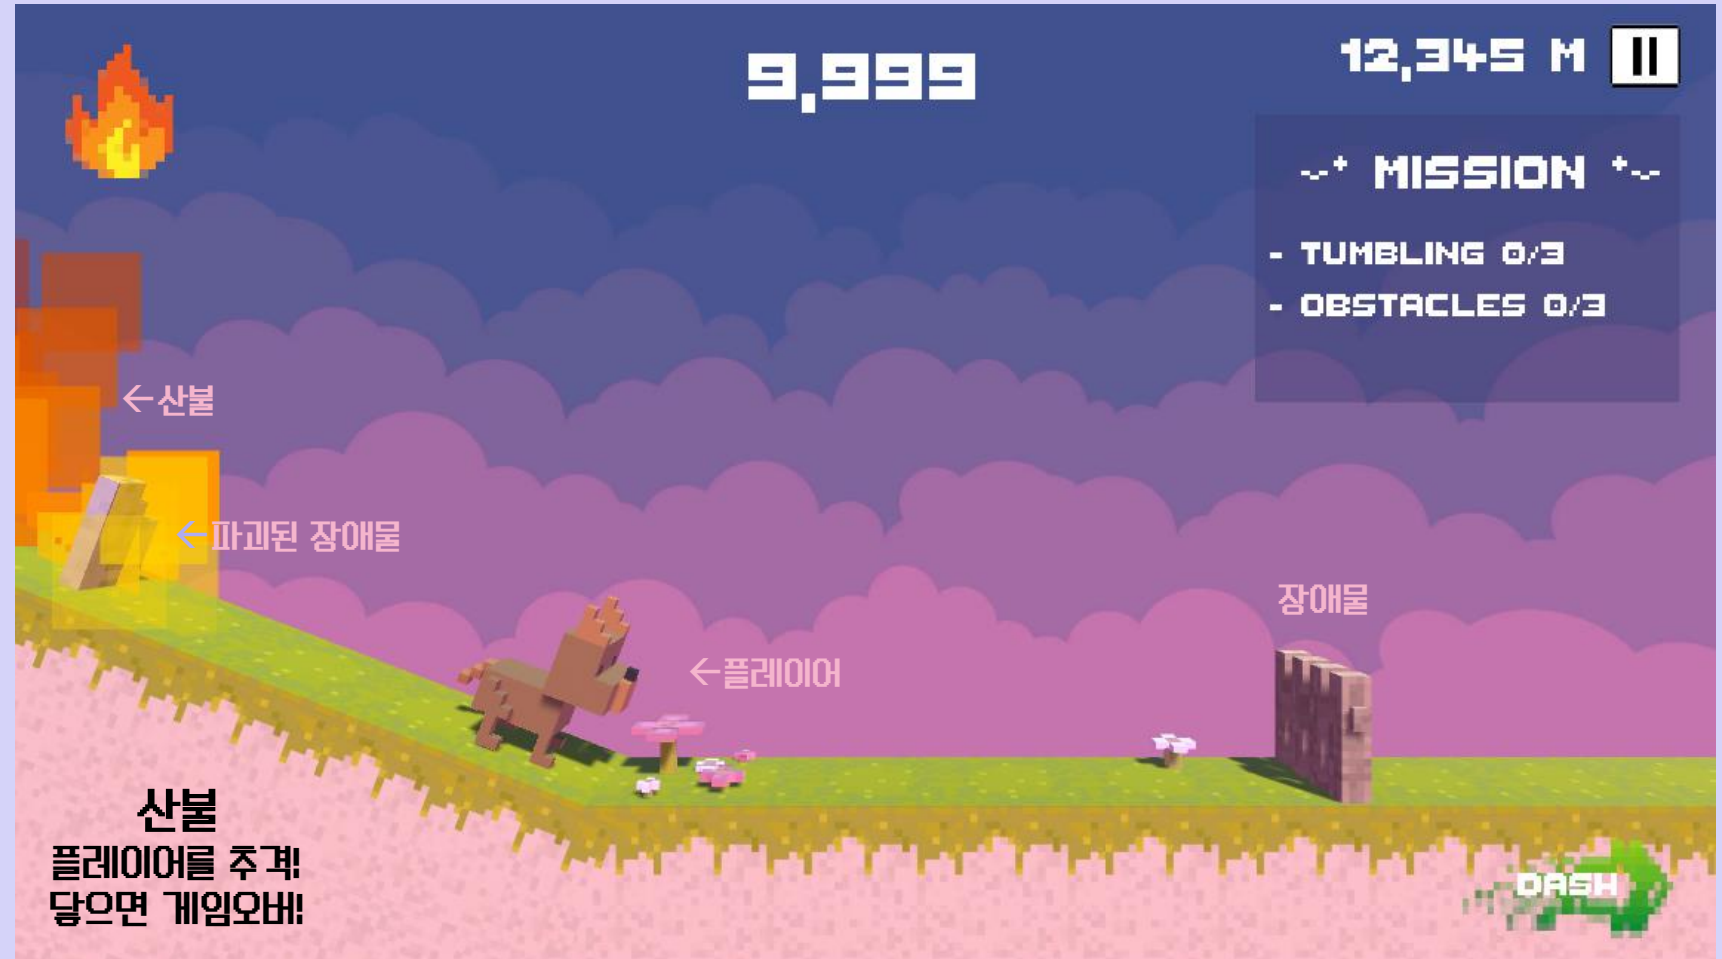 9,999
12,345 M
MISSION
- TUMBLING 0/3
- OBSTACLES 0/3
←산불
←파괴된 장애물
장애물
←플레이어
산불
플레이어를 추격!
닿으면 게임오버!
DASH